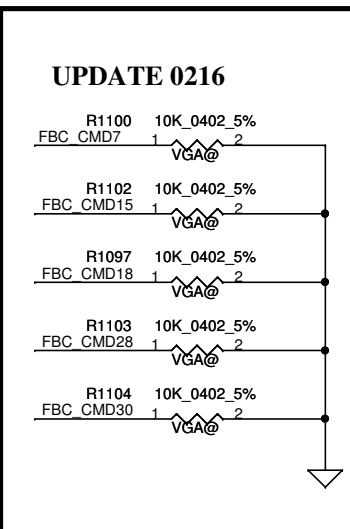 UPDATE 0216
R1100 10K_0402_5%
FBC_CMD7 1 2
VGA@
R1102 10K_0402_5%
FBC_CMD15 1 2
VGA@
R1097 10K_0402_5%
FBC_CMD18 1 2
VGA@
R1103 10K_0402_5%
FBC_CMD28 1 2
VGA@
R1104 10K_0402_5%
FBC_CMD30 1 2
VGA@